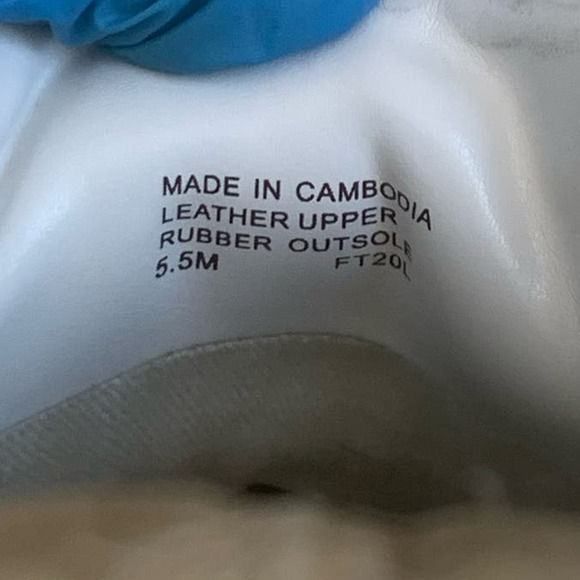 MADE IN CAMBODIA
LEATHER UPPER
RUBBER OUTSOLE
5.5M FT20L